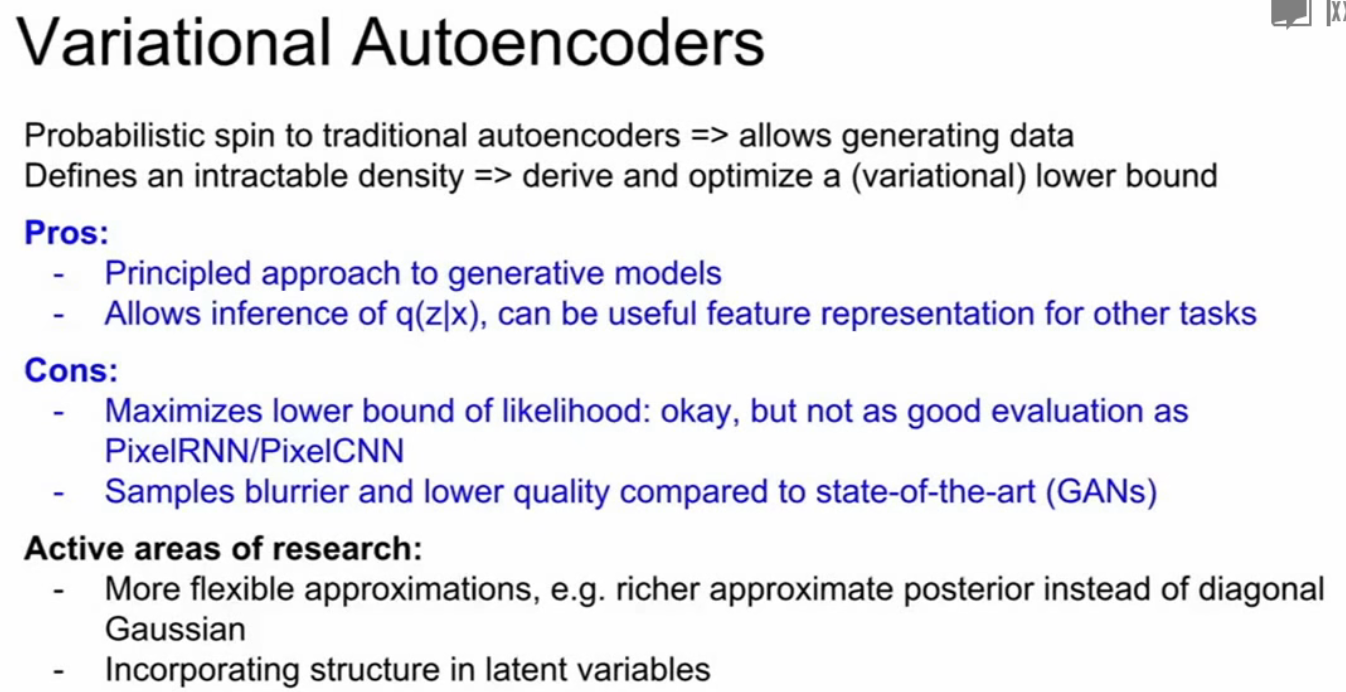 Variational Autoencoders
Probabilistic spin to traditional autoencoders => allows generating data
Defines an intractable density => derive and optimize a (variational) lower bound
Pros:
- Principled approach to generative models
- Allows inference of q(z|x), can be useful feature representation for other tasks
Cons:
- Maximizes lower bound of likelihood: okay, but not as good evaluation as
PixelRNN/PixelCNN
- Samples blurrier and lower quality compared to state-of-the-art (GANs)
Active areas of research:
- More flexible approximations, e.g. richer approximate posterior instead of diagonal
Gaussian
- Incorporating structure in latent variables